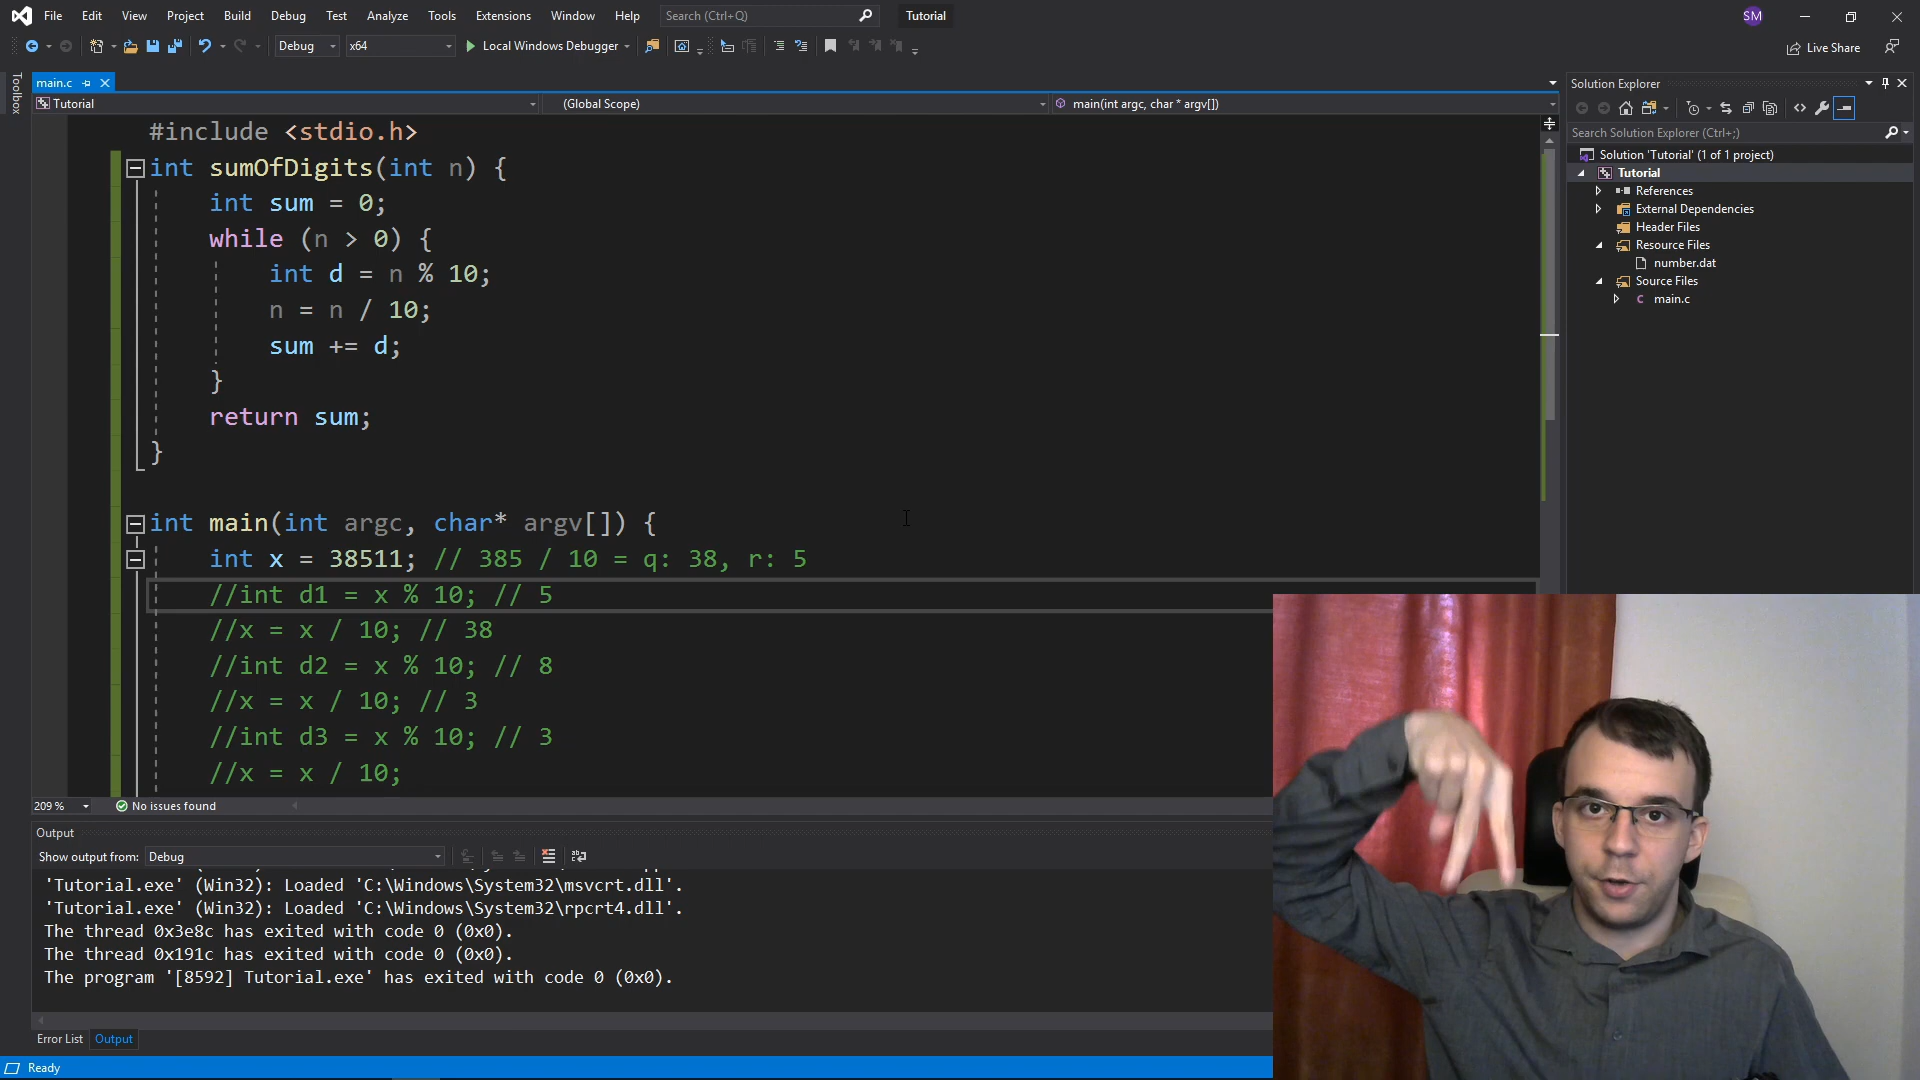 File Edit View Project Build Debug Test Analyze Tools Extensions Window Help Search (Ctrl+Q) Tutorial SM
Debug x64 Local Windows Debugger Live Share
Toolbox
main.c
Tutorial (Global Scope) main(int argc, char * argv[])
#include <stdio.h>
int sumOfDigits(int n) {
int sum = 0;
while (n > 0) {
int d = n % 10;
n = n / 10;
sum += d;
}
return sum;
}
int main(int argc, char* argv[]) {
int x = 38511; // 385 / 10 = q: 38, r: 5
//int d1 = x % 10; // 5
//x = x / 10; // 38
//int d2 = x % 10; // 8
//x = x / 10; // 3
//int d3 = x % 10; // 3
//x = x / 10;
209 % No issues found
Output
Show output from: Debug
'Tutorial.exe' (Win32): Loaded 'C:\Windows\System32\msvcrt.dll'.
'Tutorial.exe' (Win32): Loaded 'C:\Windows\System32\rpcrt4.dll'.
The thread 0x3e8c has exited with code 0 (0x0).
The thread 0x191c has exited with code 0 (0x0).
The program '[8592] Tutorial.exe' has exited with code 0 (0x0).
Error List Output
Ready
Solution Explorer
Search Solution Explorer (Ctrl+;)
Solution 'Tutorial' (1 of 1 project)
Tutorial
References
External Dependencies
Header Files
Resource Files
number.dat
Source Files
main.c